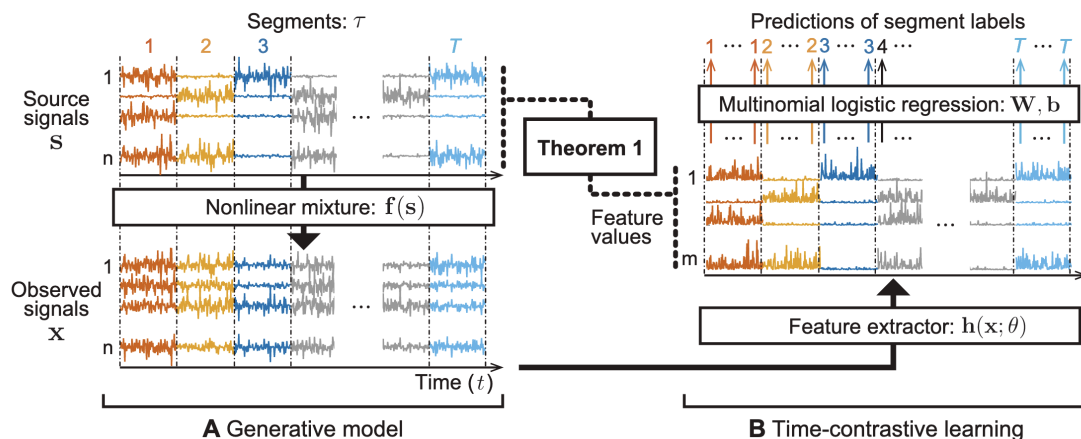 Segments: τ
1 2 3 T
Source signals s
1
n
Nonlinear mixture: f(s)
Observed signals x
1
n
...
...
Time (t)
A Generative model
Theorem 1
Feature values
Predictions of segment labels
1 ... 1 2 ... 2 3 ... 3 4 ... T ... T
Multinomial logistic regression: W, b
... ... ... ... ...
1
m
...
Feature extractor: h(x; θ)
B Time-contrastive learning